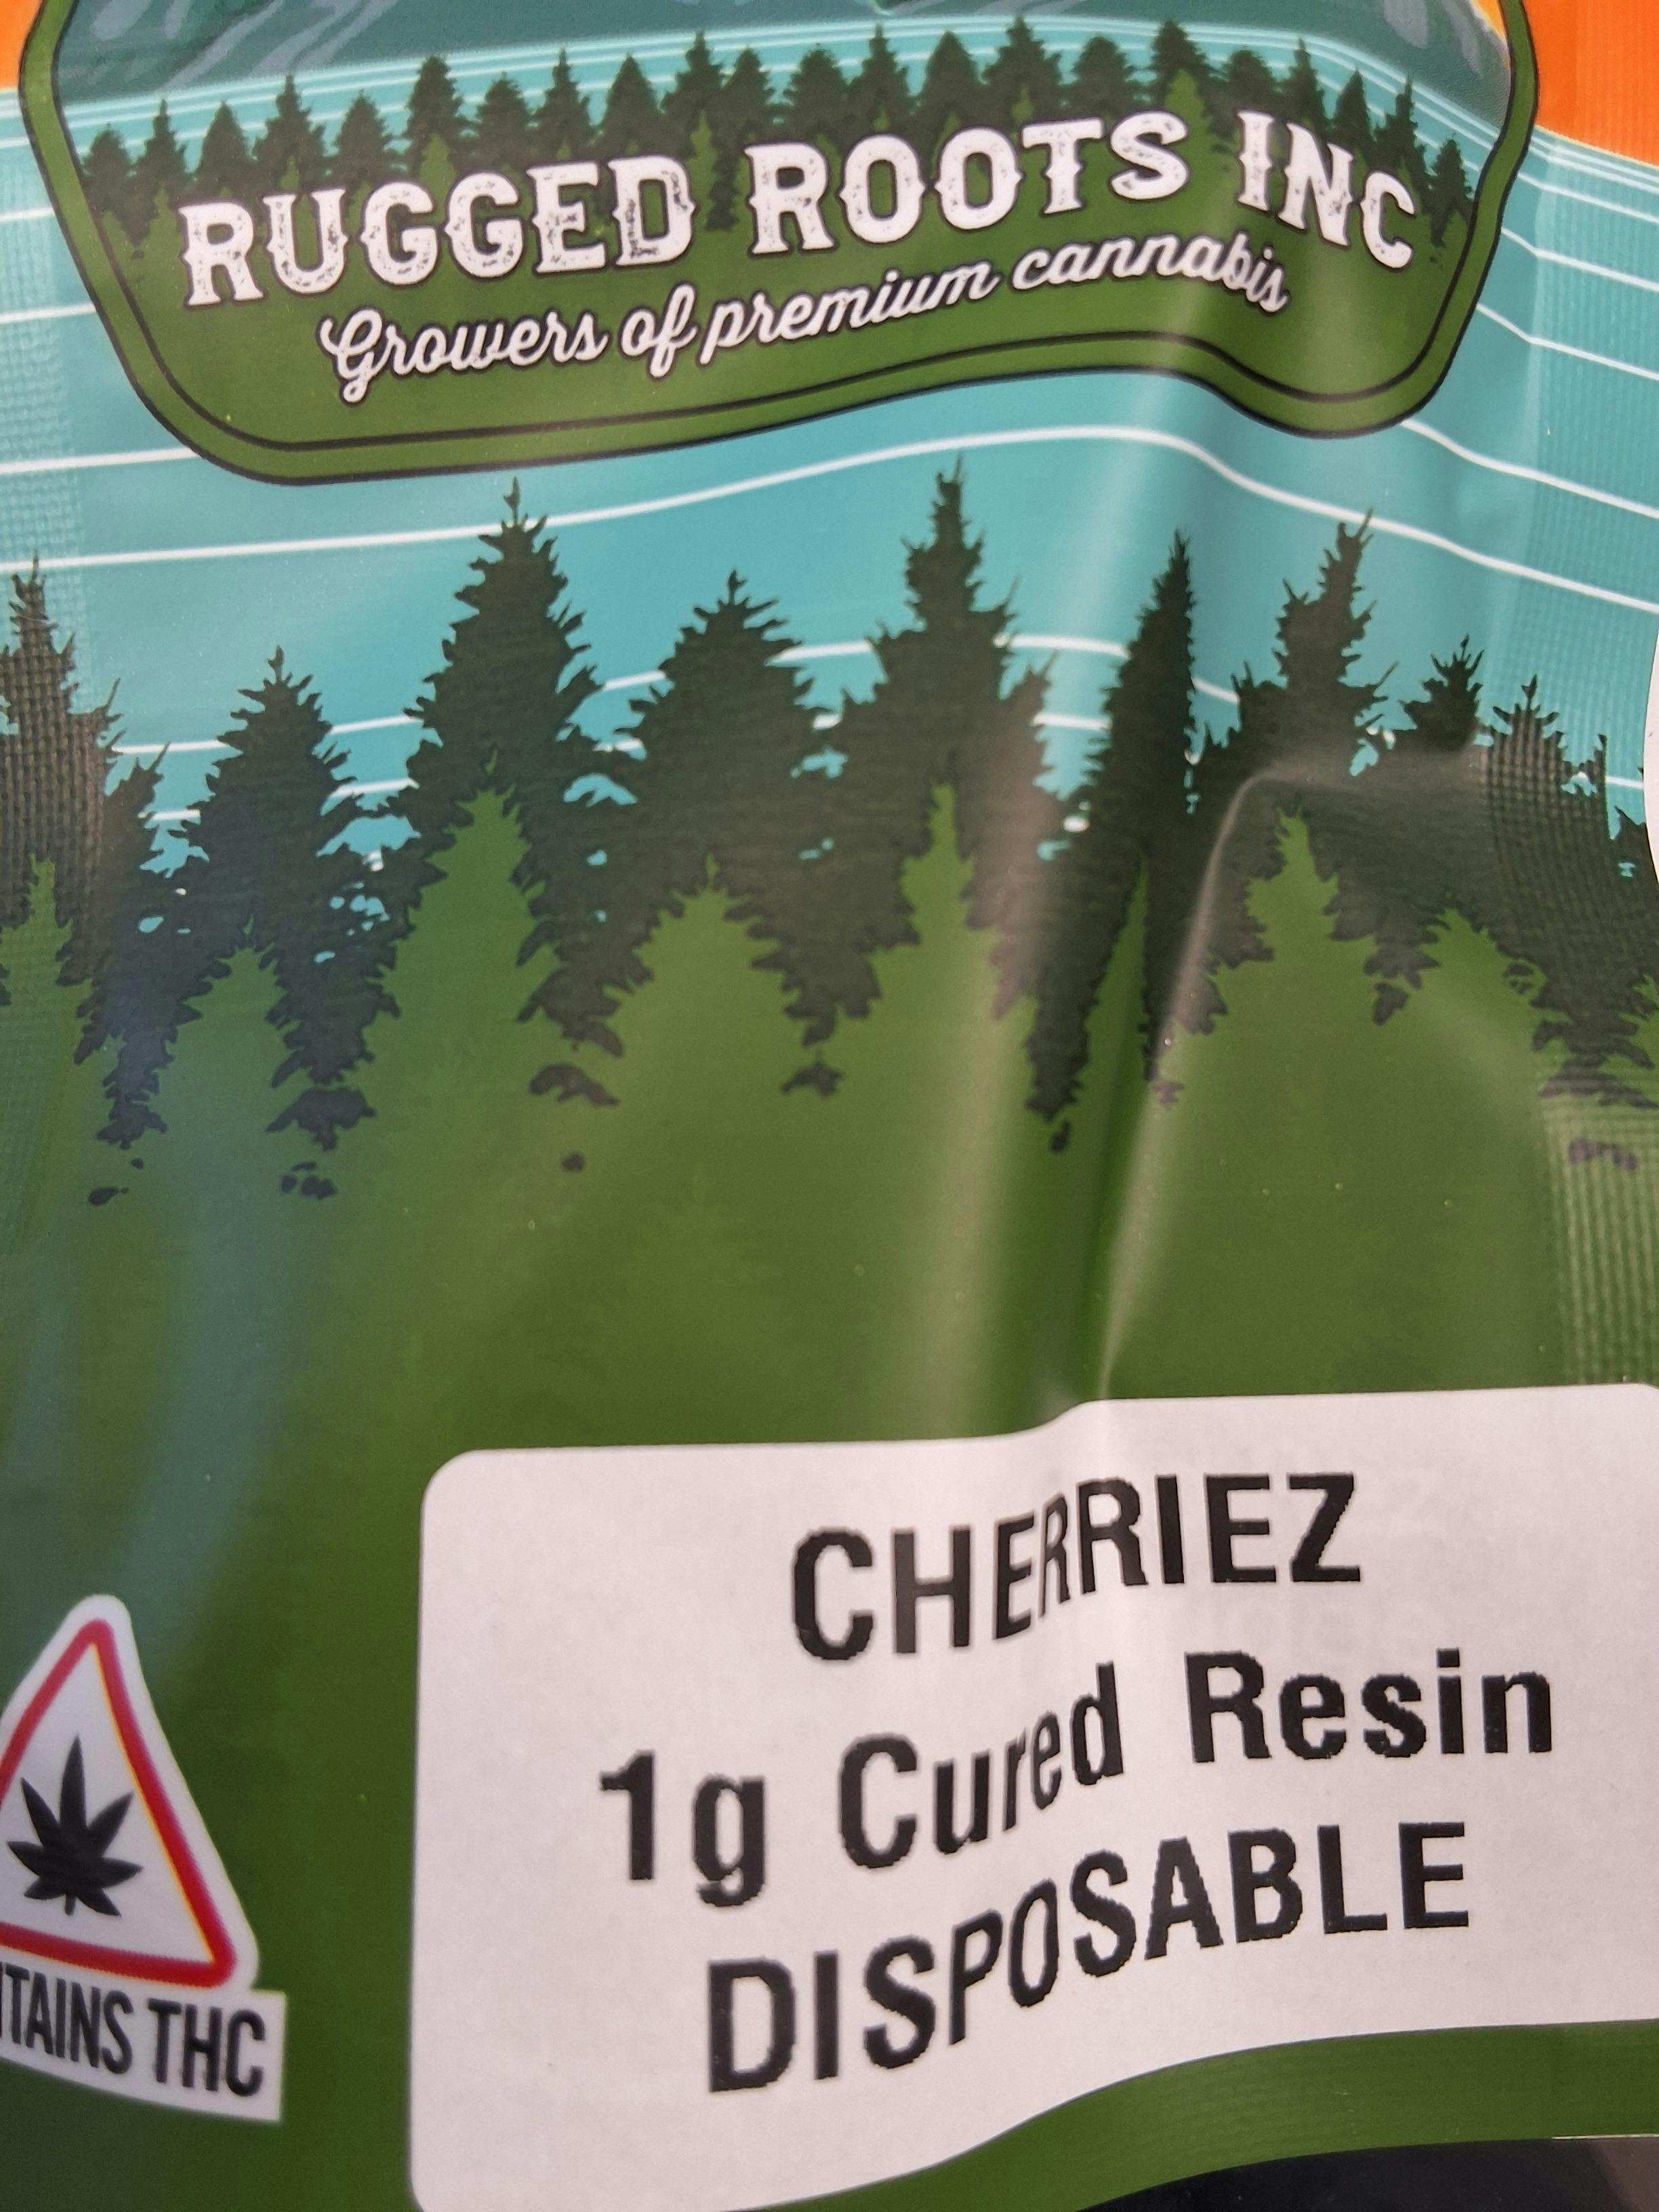 RUGGED ROOTS INC
Growers of premium cannabis
CHERRIEZ
1g Cured Resin
DISPOSABLE
TAINS THC